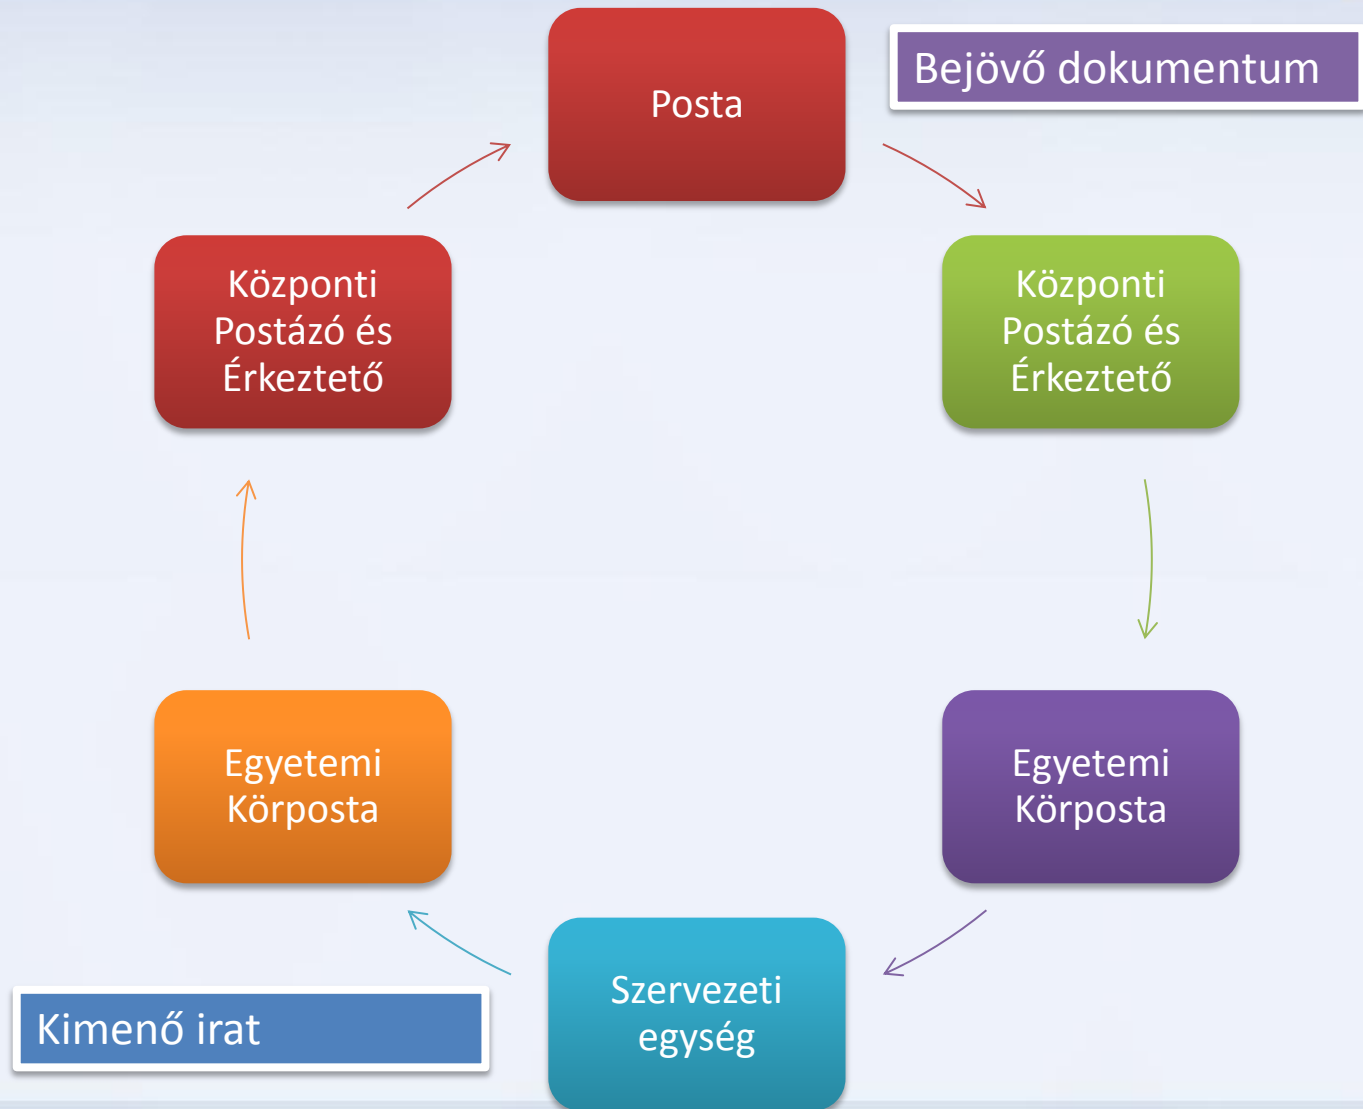 Posta
Bejövő dokumentum
Központi
Postázó és
Érkeztető
Központi
Postázó és
Érkeztető
Egyetemi
Körposta
Egyetemi
Körposta
Szervezeti
egység
Kimenő irat